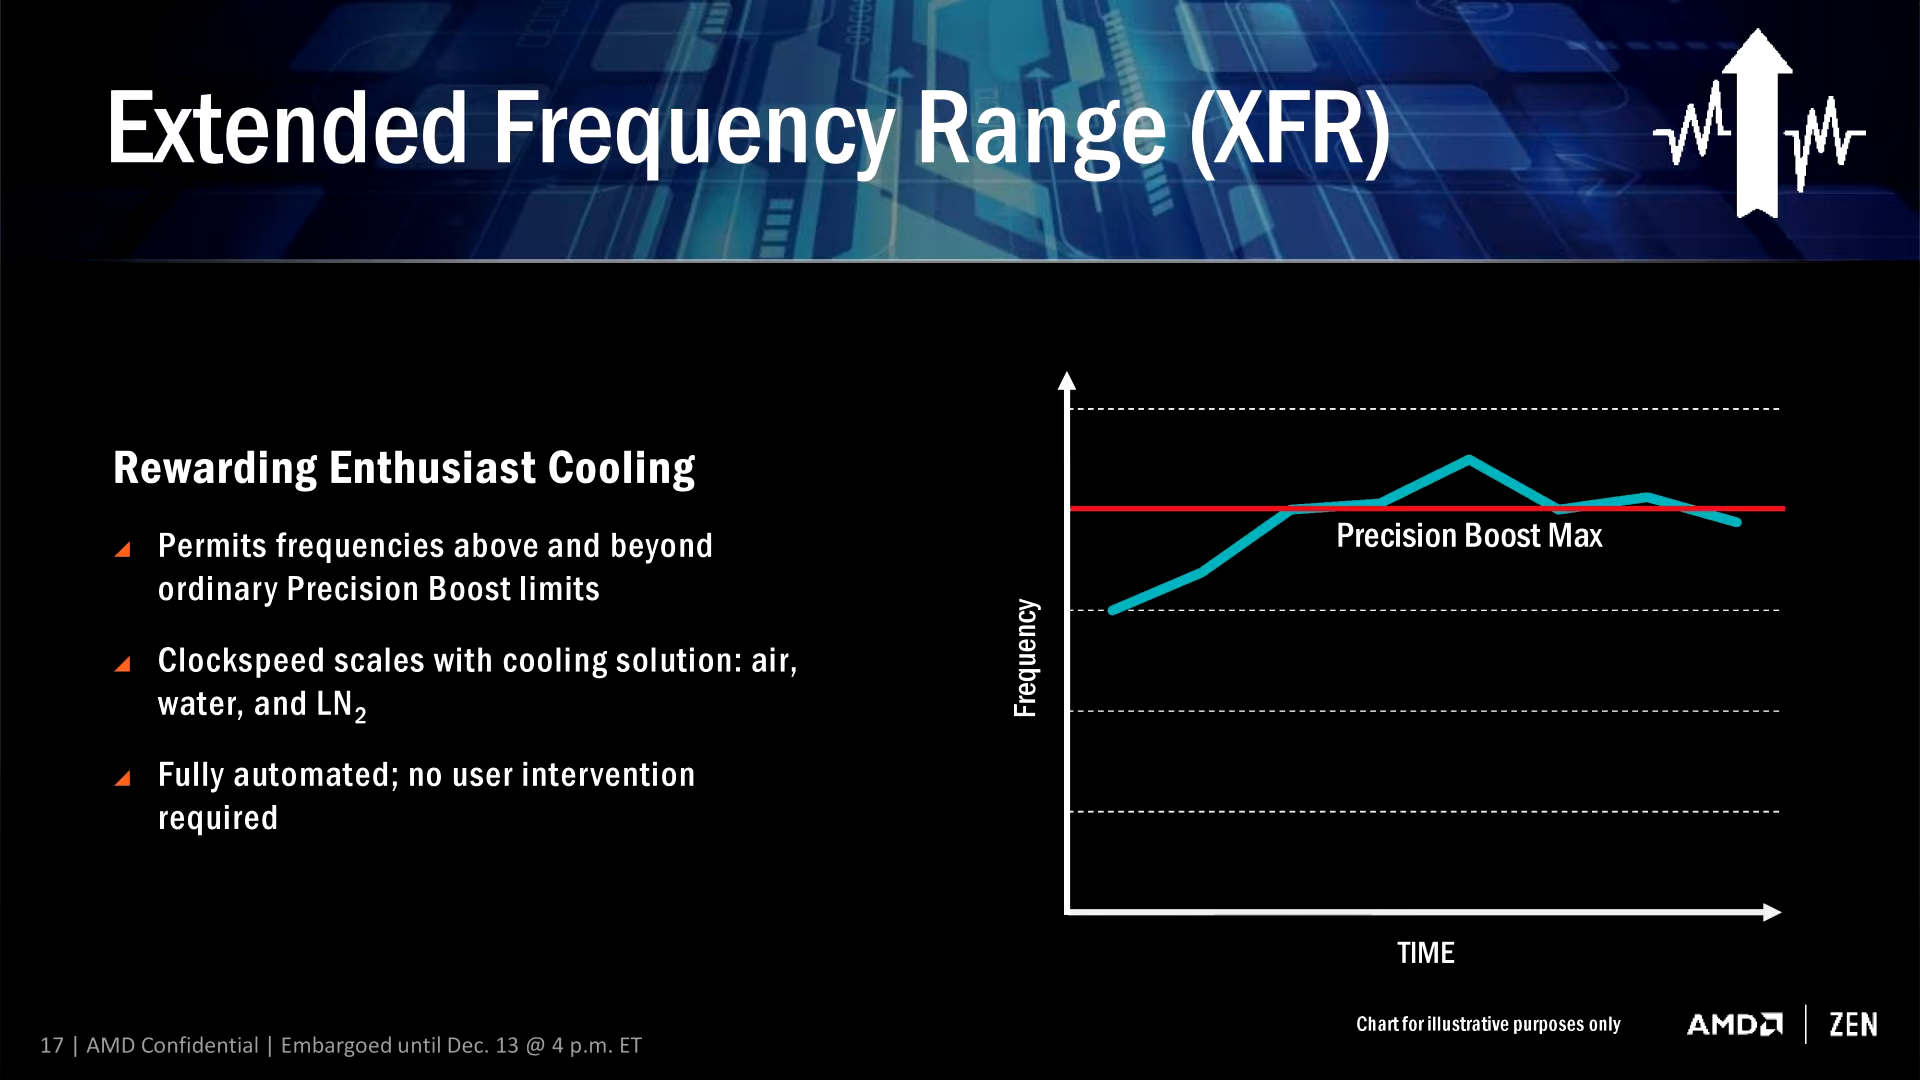 Extended Frequency Range (XFR)
Rewarding Enthusiast Cooling
Permits frequencies above and beyond
ordinary Precision Boost limits
Clockspeed scales with cooling solution: air,
water, and LN₂
Fully automated; no user intervention
required
Precision Boost Max
Frequency
TIME
Chart for illustrative purposes only
AMD | ZEN
17 | AMD Confidential | Embargoed until Dec. 13 @ 4 p.m. ET